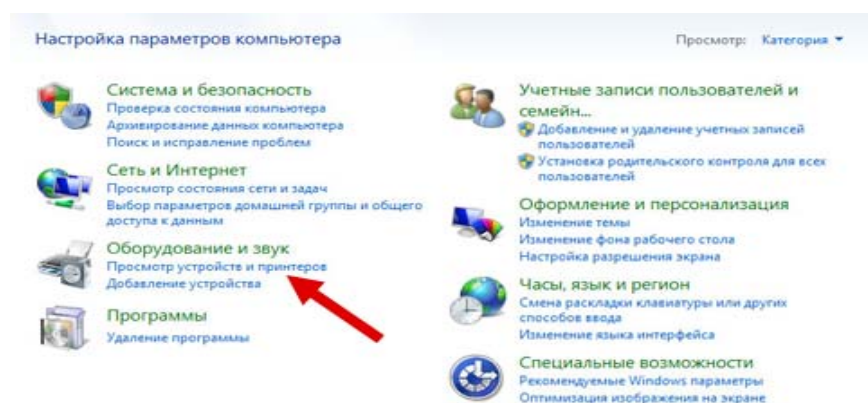 Настройка параметров компьютера
Просмотр: Категория
Система и безопасность
Проверка состояния компьютера
Архивирование данных компьютера
Поиск и исправление проблем
Сеть и Интернет
Просмотр состояния сети и задач
Выбор параметров домашней группы и общего
доступа к данным
Оборудование и звук
Просмотр устройств и принтеров
Добавление устройства
Программы
Удаление программы
Учетные записи пользователей и
семейн...
Добавление и удаление учетных записей
пользователей
Установка родительского контроля для всех
пользователей
Оформление и персонализация
Изменение темы
Изменение фона рабочего стола
Настройка разрешения экрана
Часы, язык и регион
Смена раскладки клавиатуры или других
способов ввода
Изменение языка интерфейса
Специальные возможности
Рекомендуемые Windows параметры
Оптимизация изображения на экране